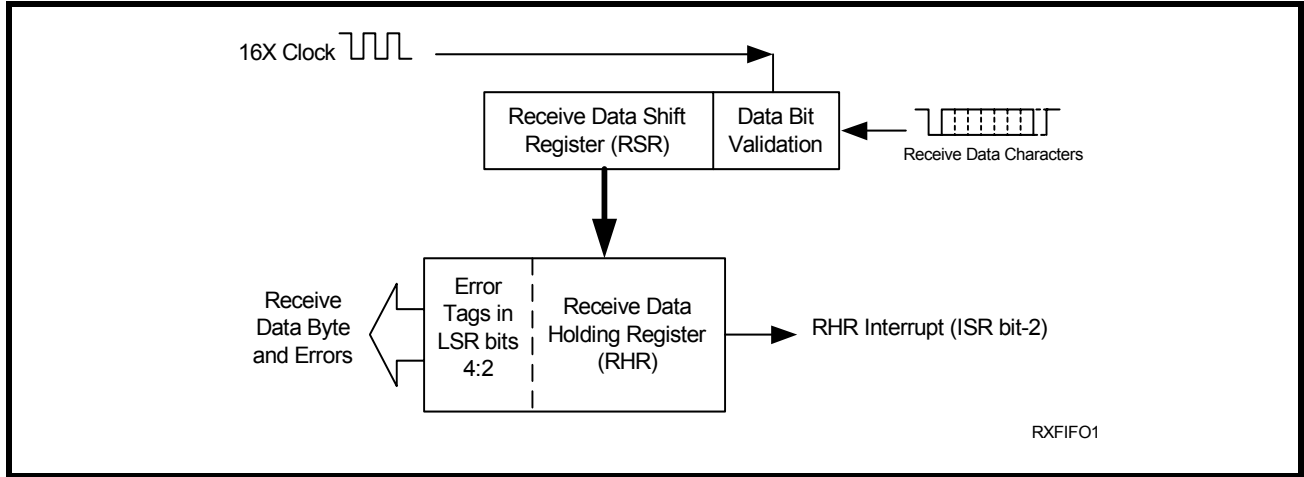 16X Clock
Receive Data Shift
Register (RSR)
Data Bit
Validation
Receive Data Characters
Receive
Data Byte
and Errors
Error
Tags in
LSR bits
4:2
Receive Data
Holding Register
(RHR)
RHR Interrupt (ISR bit-2)
RXFIFO1